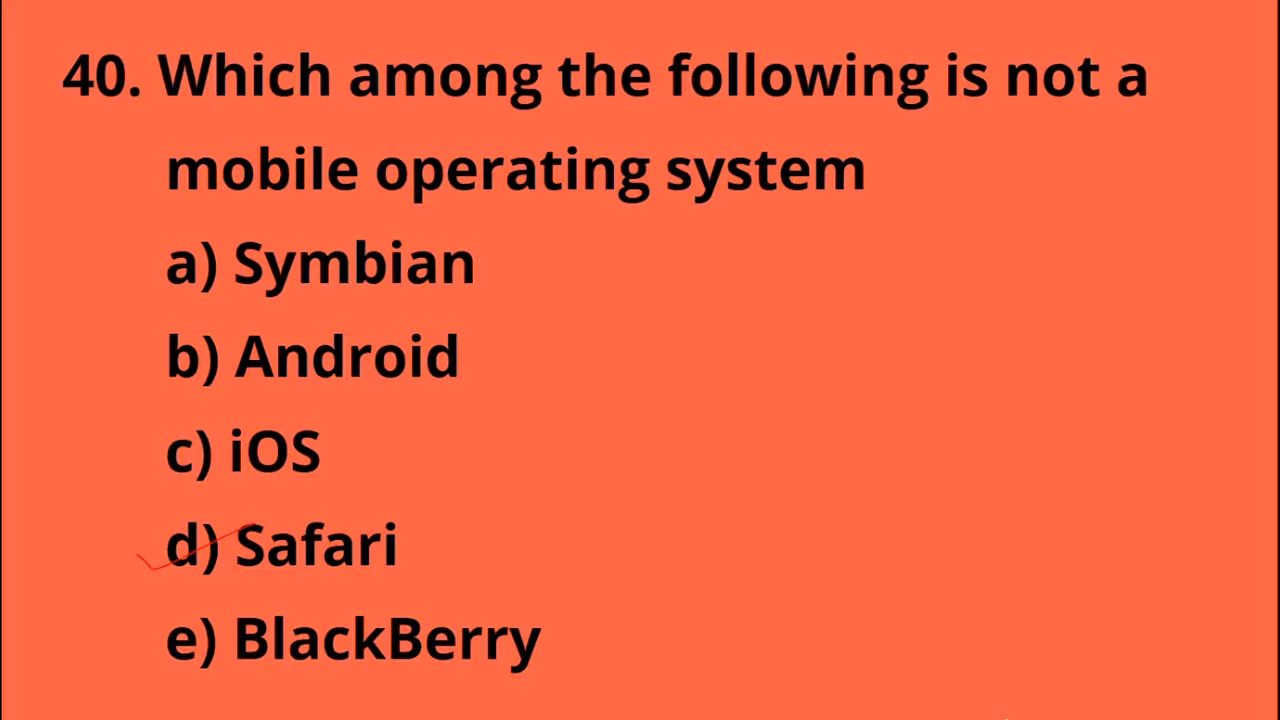 40. Which among the following is not a
mobile operating system
a) Symbian
b) Android
c) iOS
d) Safari
e) BlackBerry